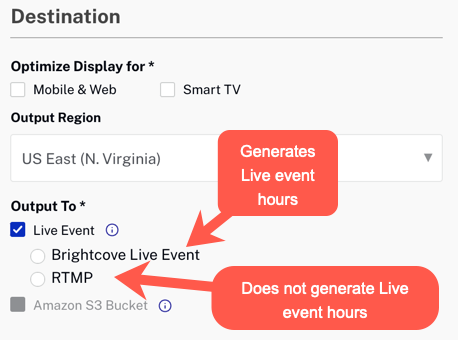 Destination
Optimize Display for *
Mobile & Web
Smart TV
Output Region
US East (N. Virginia)
Generates
Live event
hours
Output To *
Live Event
Brightcove Live Event
RTMP
Does not generate Live
event hours
Amazon S3 Bucket